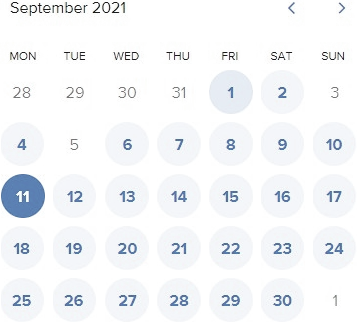 September 2021
MON TUE WED THU FRI SAT SUN
28 29 30 31 1 2 3
4 5 6 7 8 9 10
11 12 13 14 15 16 17
18 19 20 21 22 23 24
25 26 27 28 29 30 1